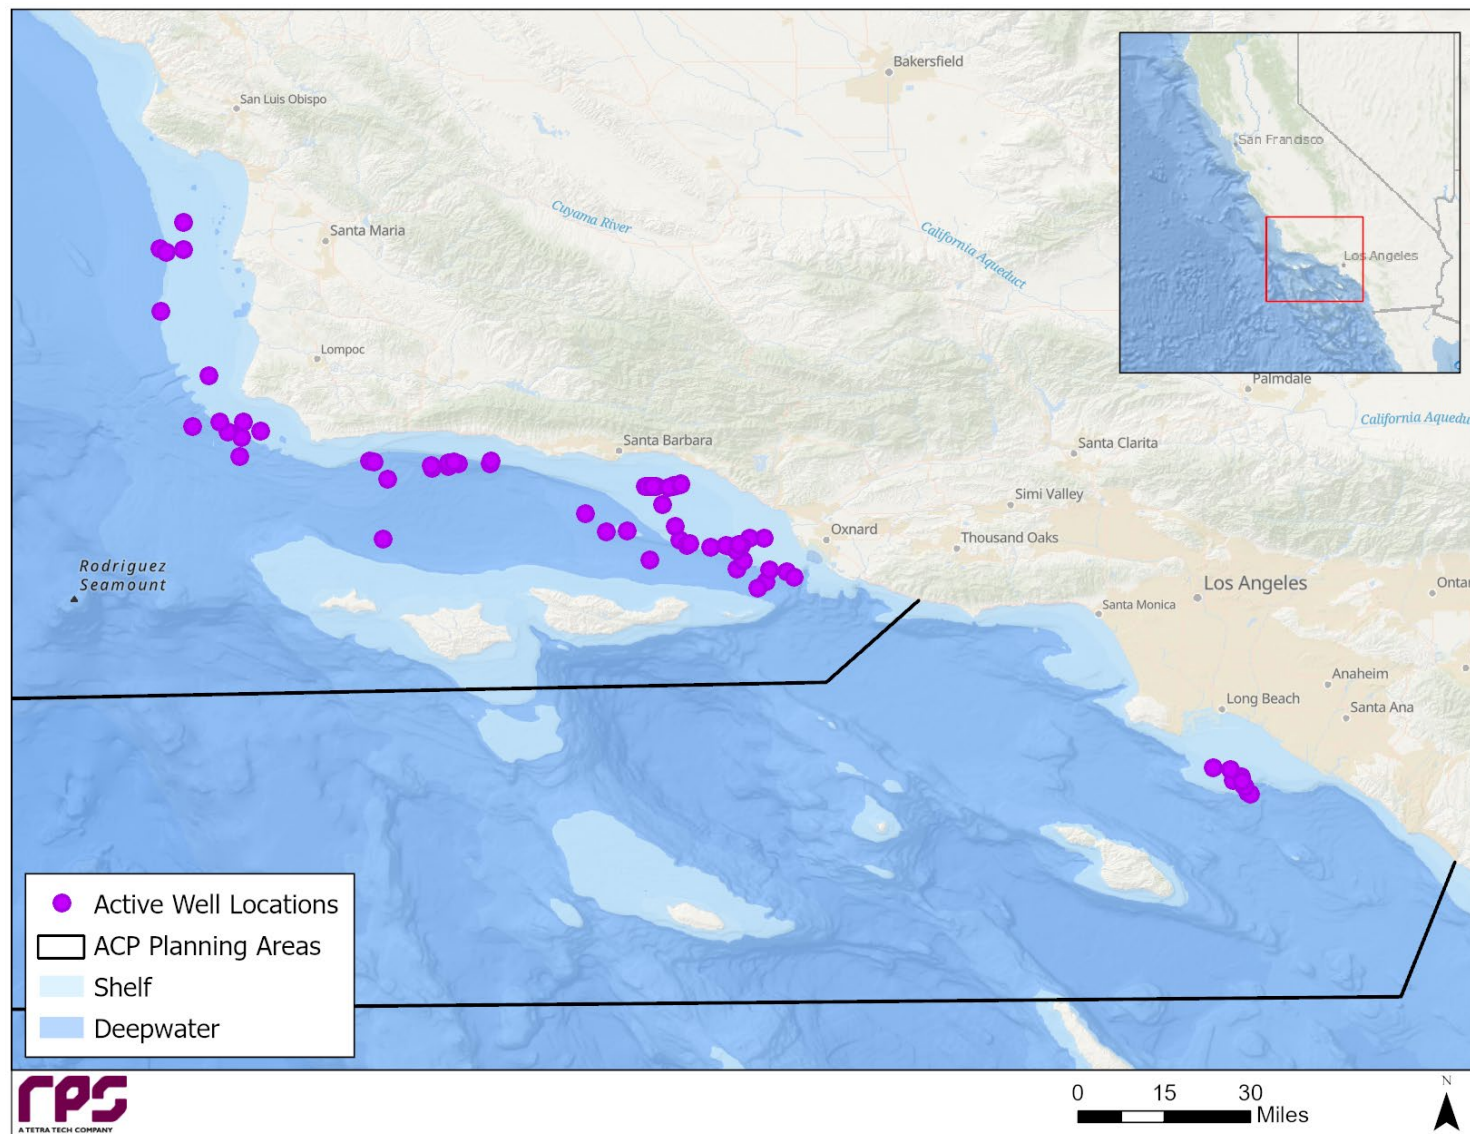 Bakersfield
San Luis Obispo
San Francisco
Cuyama River
Santa Maria
California Aqueduct
Los Angeles
Lompoc
Palmdale
California Aquedu
Santa Barbara
Santa Clarita
Simi Valley
Oxnard
Thousand Oaks
Rodriguez
Seamount
Los Angeles
Ontar
Santa Monica
Anaheim
Long Beach
Santa Ana
Active Well Locations
ACP Planning Areas
Shelf
Deepwater
rps
A TETRA TECH COMPANY
0 15 30
Miles
N